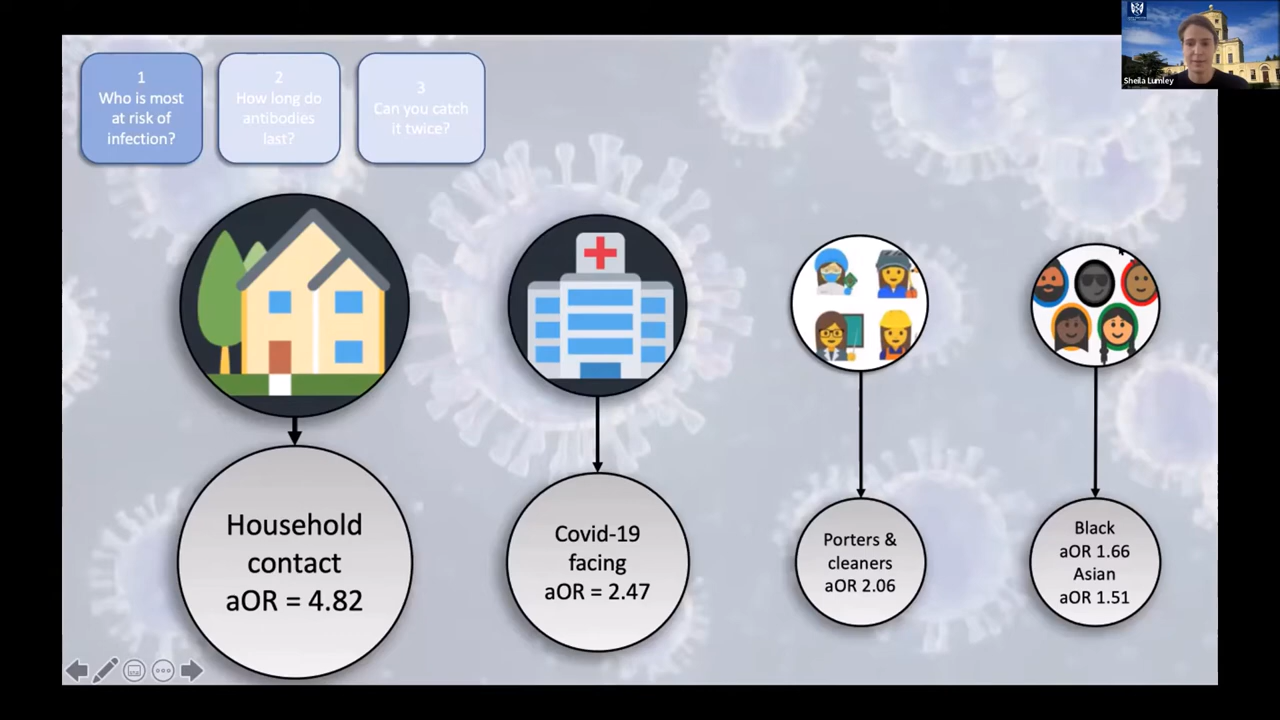 1
Who is most
at risk of
infection?
2
How long do
antibodies
last?
3
Can you catch
it twice?
Sheila Lumley
Household
contact
aOR = 4.82
Covid-19
facing
aOR = 2.47
Porters &
cleaners
aOR 2.06
Black
aOR 1.66
Asian
aOR 1.51